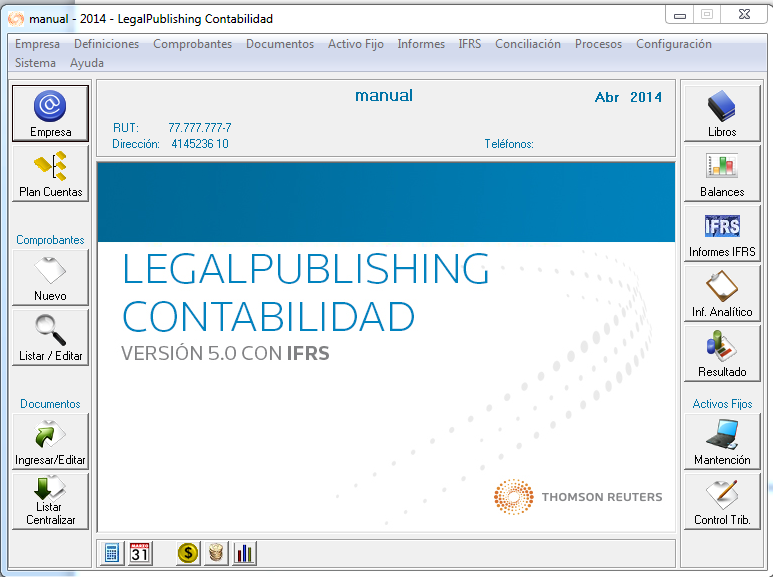 manual - 2014 - LegalPublishing Contabilidad
Empresa Definiciones Comprobantes Documentos Activo Fijo Informes IFRS Conciliación Procesos Configuración
Sistema Ayuda
Empresa
Plan Cuentas
Comprobantes
Nuevo
Listar / Editar
Documentos
Ingresar/Editar
Listar
Centralizar
manual
Abr 2014
RUT: 77.777.777-7
Dirección: 4145236 10
Teléfonos:
LEGALPUBLISHING
CONTABILIDAD
VERSIÓN 5.0 CON IFRS
THOMSON REUTERS
MARZO
31
$
Libros
Balances
IFRS
Informes IFRS
Inf. Analítico
Resultado
Activos Fijos
Mantención
Control Trib.